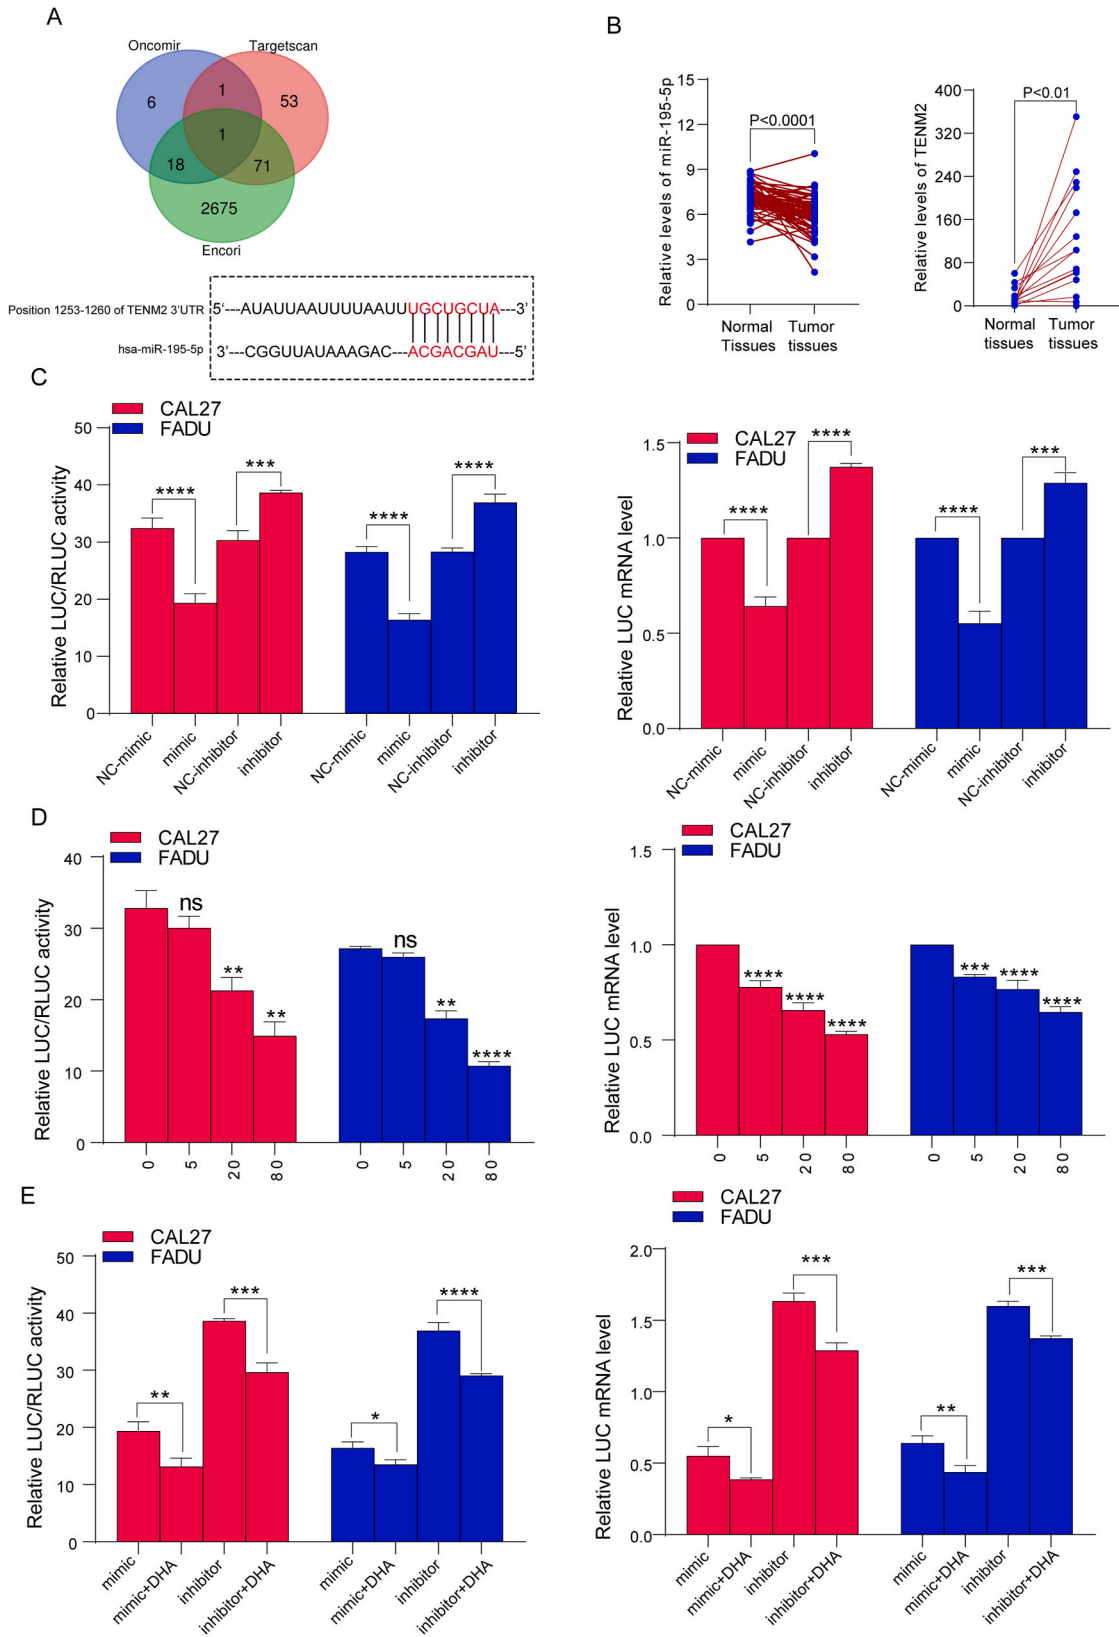 A
Oncomir
Targetscan
6
1
53
1
18
71
2675
Encori
Position 1253-1260 of TENM2 3'UTR
5'---AUAUUAAUUUUAAUUUGCUGCUA---3'
hsa-miR-195-5p
3'---CGGUUAUAAAGAC---ACGACGAU---5'
B
Relative levels of miR-195-5p
15
12
9
6
3
0
P<0.0001
Normal Tissues
Tumor tissues
Relative levels of TENM2
400
320
240
160
80
0
P<0.01
Normal tissues
Tumor tissues
C
CAL27
FADU
Relative LUC/RLUC activity
50
40
30
20
10
0
****
***
****
****
NC-mimic
mimic
NC-inhibitor
inhibitor
NC-mimic
mimic
NC-inhibitor
inhibitor
CAL27
FADU
Relative LUC mRNA level
1.5
1.0
0.5
0.0
****
****
****
***
NC-mimic
mimic
NC-inhibitor
inhibitor
NC-mimic
mimic
NC-inhibitor
inhibitor
D
CAL27
FADU
Relative LUC/RLUC activity
40
30
20
10
0
ns
**
**
ns
**
****
0
5
20
80
0
5
20
80
CAL27
FADU
Relative LUC mRNA level
1.5
1.0
0.5
0.0
****
****
****
***
****
****
0
5
20
80
0
5
20
80
E
CAL27
FADU
Relative LUC/RLUC activity
50
40
30
20
10
0
**
***
*
****
mimic
mimic+DHA
inhibitor
inhibitor+DHA
mimic
mimic+DHA
inhibitor
inhibitor+DHA
CAL27
FADU
Relative LUC mRNA level
2.0
1.5
1.0
0.5
0.0
*
***
**
***
mimic
mimic+DHA
inhibitor
inhibitor+DHA
mimic
mimic+DHA
inhibitor
inhibitor+DHA